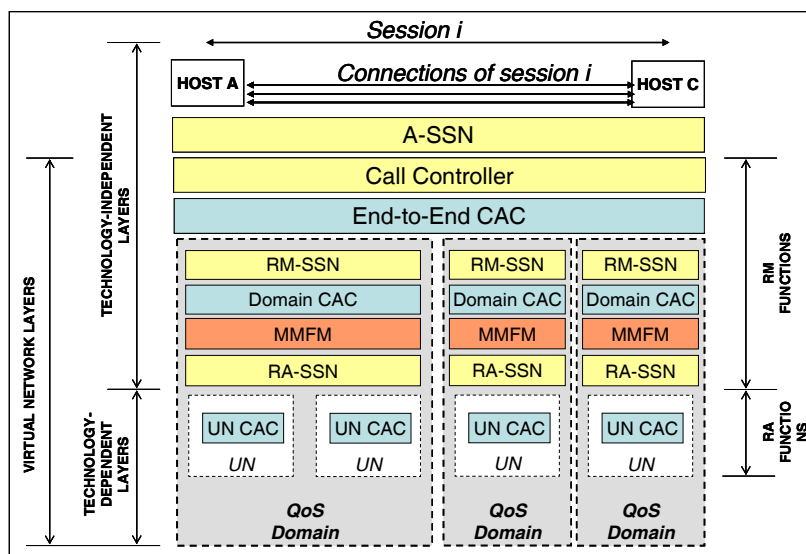 Session i
HOST A
Connections of session i
HOST C
A-SSN
Call Controller
End-to-End CAC
RM-SSN
RM-SSN
RM-SSN
Domain CAC
Domain CAC
Domain CAC
MMFM
MMFM
MMFM
RA-SSN
RA-SSN
RA-SSN
UN CAC
UN CAC
UN CAC
UN CAC
UN
UN
UN
UN
QoS
Domain
QoS
Domain
QoS
Domain
VIRTUAL NETWORK LAYERS
TECHNOLOGY-INDEPENDENT
LAYERS
TECHNOLOGY-
DEPENDENT
LAYERS
RM
FUNCTIONS
RA
FUNCTIO
NS